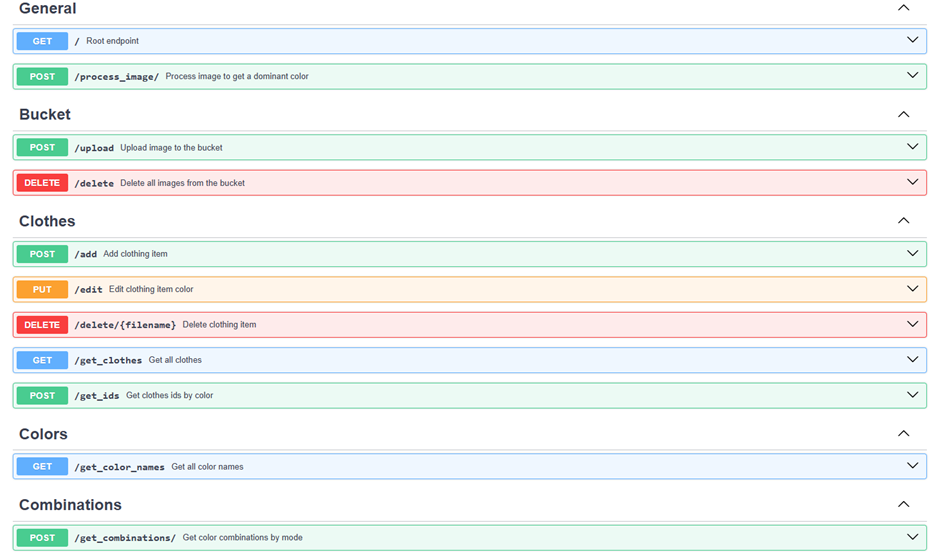 General
GET / Root endpoint
POST /process_image/ Process image to get a dominant color
Bucket
POST /upload Upload image to the bucket
DELETE /delete Delete all images from the bucket
Clothes
POST /add Add clothing item
PUT /edit Edit clothing item color
DELETE /delete/{filename} Delete clothing item
GET /get_clothes Get all clothes
POST /get_ids Get clothes ids by color
Colors
GET /get_color_names Get all color names
Combinations
POST /get_combinations/ Get color combinations by mode